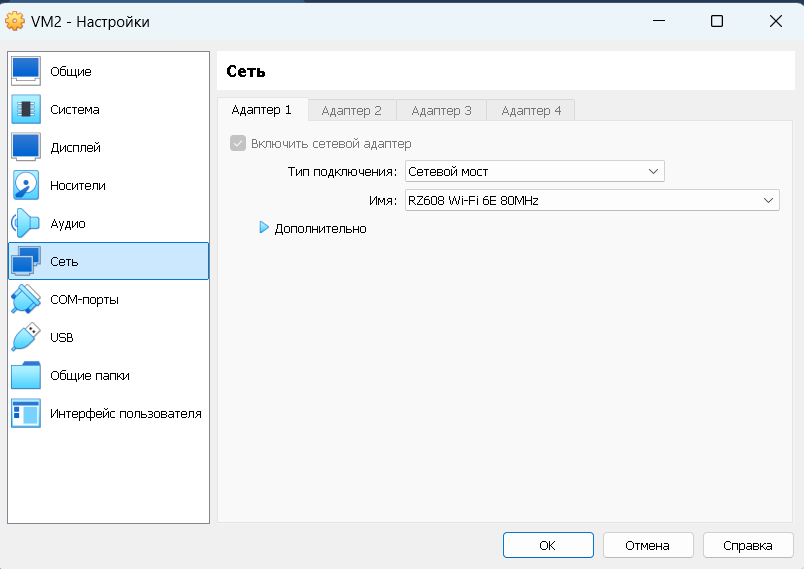 VM2 - Настройки
Общие
Система
Дисплей
Носители
Аудио
Сеть
COM-порты
USB
Общие папки
Интерфейс пользователя
Сеть
Адаптер 1 Адаптер 2 Адаптер 3 Адаптер 4
Включить сетевой адаптер
Тип подключения: Сетевой мост
Имя: RZ608 Wi-Fi 6E 80MHz
Дополнительно
ОК Отмена Справка